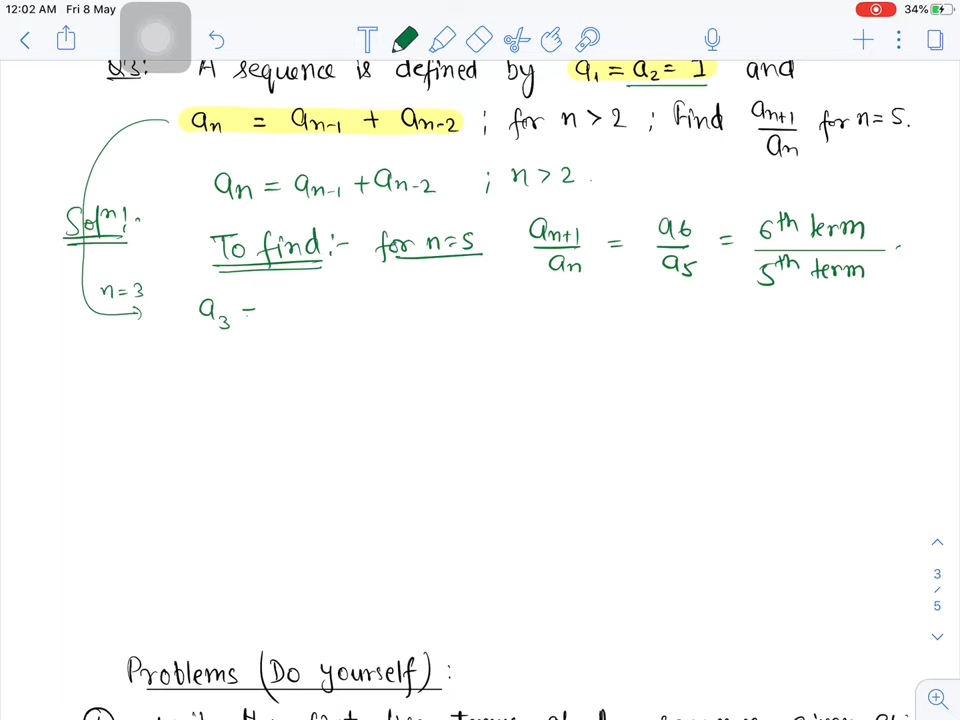 12:02 AM Fri 8 May 34%
Q3: A sequence is defined by a₁ = a₂ = 1 and
aₙ = aₙ₋₁ + aₙ₋₂ ; for n > 2 ; Find aₙ₊₁/aₙ for n = 5.
aₙ = aₙ₋₁ + aₙ₋₂ ; n > 2 .
Solⁿ!-
To find:- for n=5 aₙ₊₁/aₙ = a₆/a₅ = 6th term/5th term .
n=3
a₃ =
3
/
5
Problems (Do yourself) :